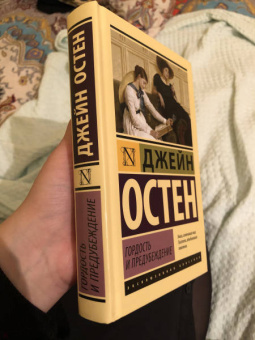 ДЖЕЙН ОСТЕН
N
ГОРДОСТЬ
И ПРЕДУБЕЖДЕНИЕ
N
ДЖЕЙН
ОСТЕН
ГОРДОСТЬ
И ПРЕДУБЕЖДЕНИЕ
ЭКСКЛЮЗИВНАЯ КЛАССИКА